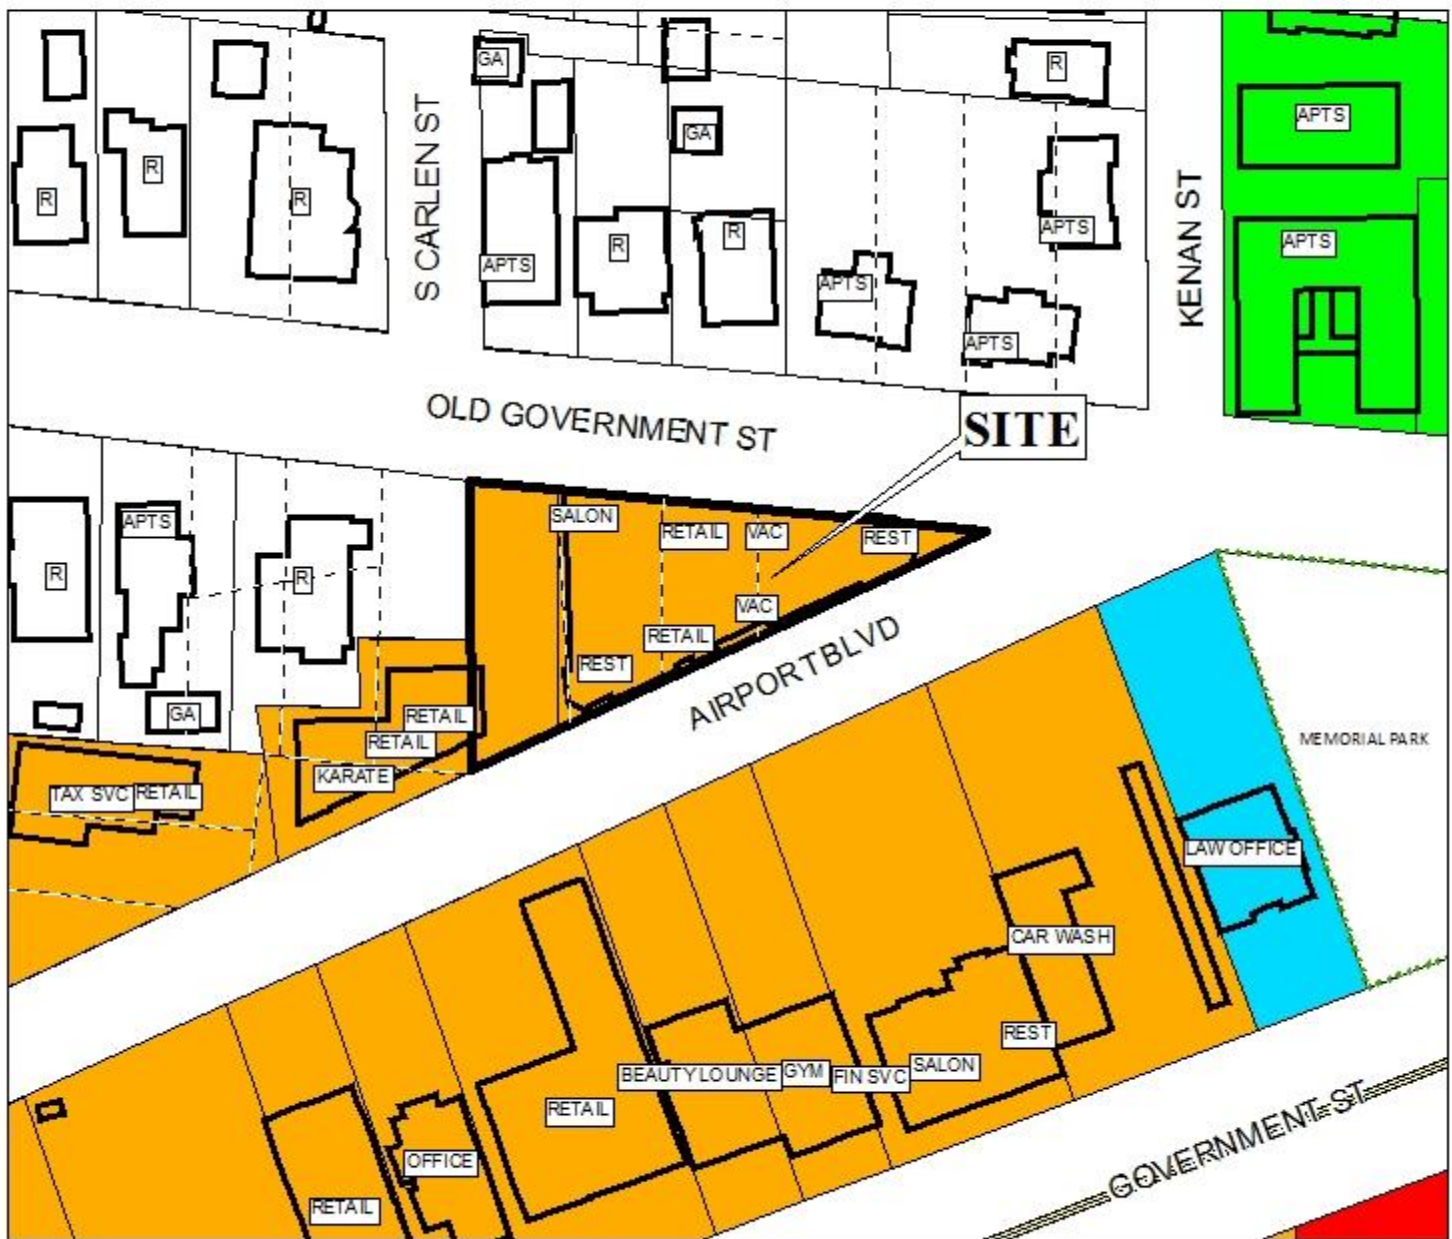 GA
R
APTS
GA
R
R
R
S CARLEN ST
KENAN ST
R
APTS
R
R
APTS
APTS
APTS
APTS
APTS
OLD GOVERNMENT ST
SITE
SALON
RETAIL
VAC
REST
APTS
R
R
VAC
RETAIL
REST
AIRPORT BLVD
GA
RETAIL
RETAIL
KARATE
TAX SVC
RETAIL
MEMORIAL PARK
LAW OFFICE
CAR WASH
REST
SALON
FIN SVC
GYM
BEAUTY LOUNGE
RETAIL
OFFICE
RETAIL
GOVERNMENT ST